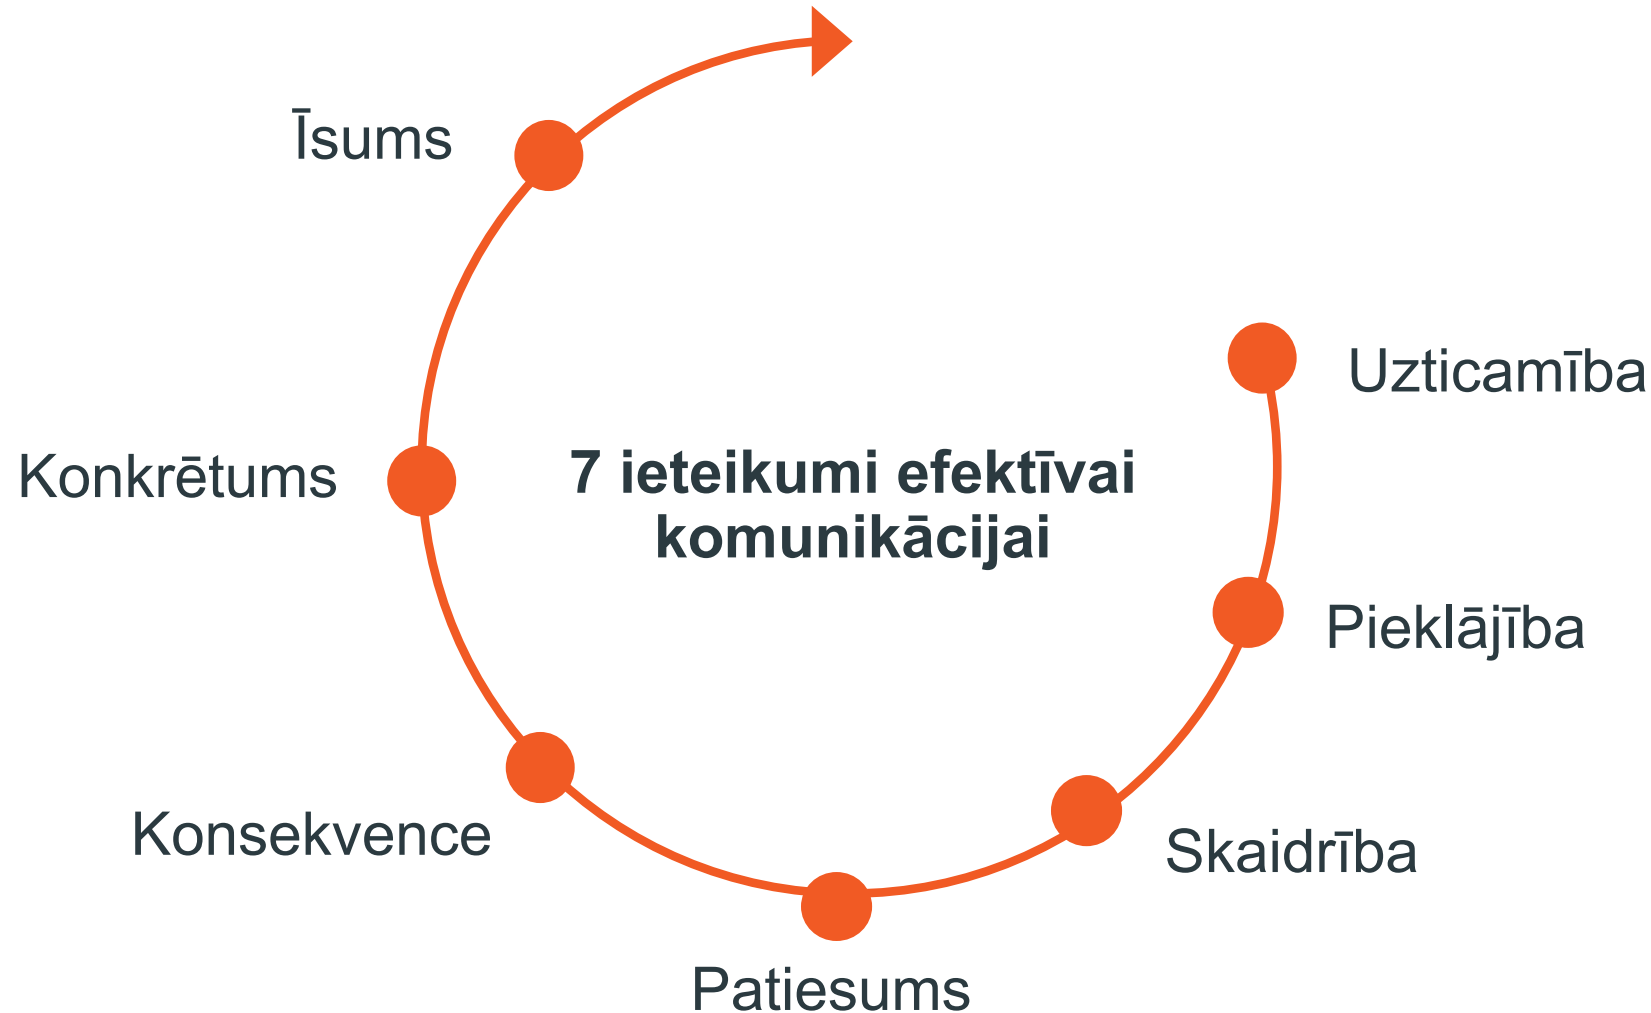 Īsums
Uzticamība
Konkrētums
7 ieteikumi efektīvai
komunikācijai
Pieklājība
Konsekvence
Skaidrība
Patiesums